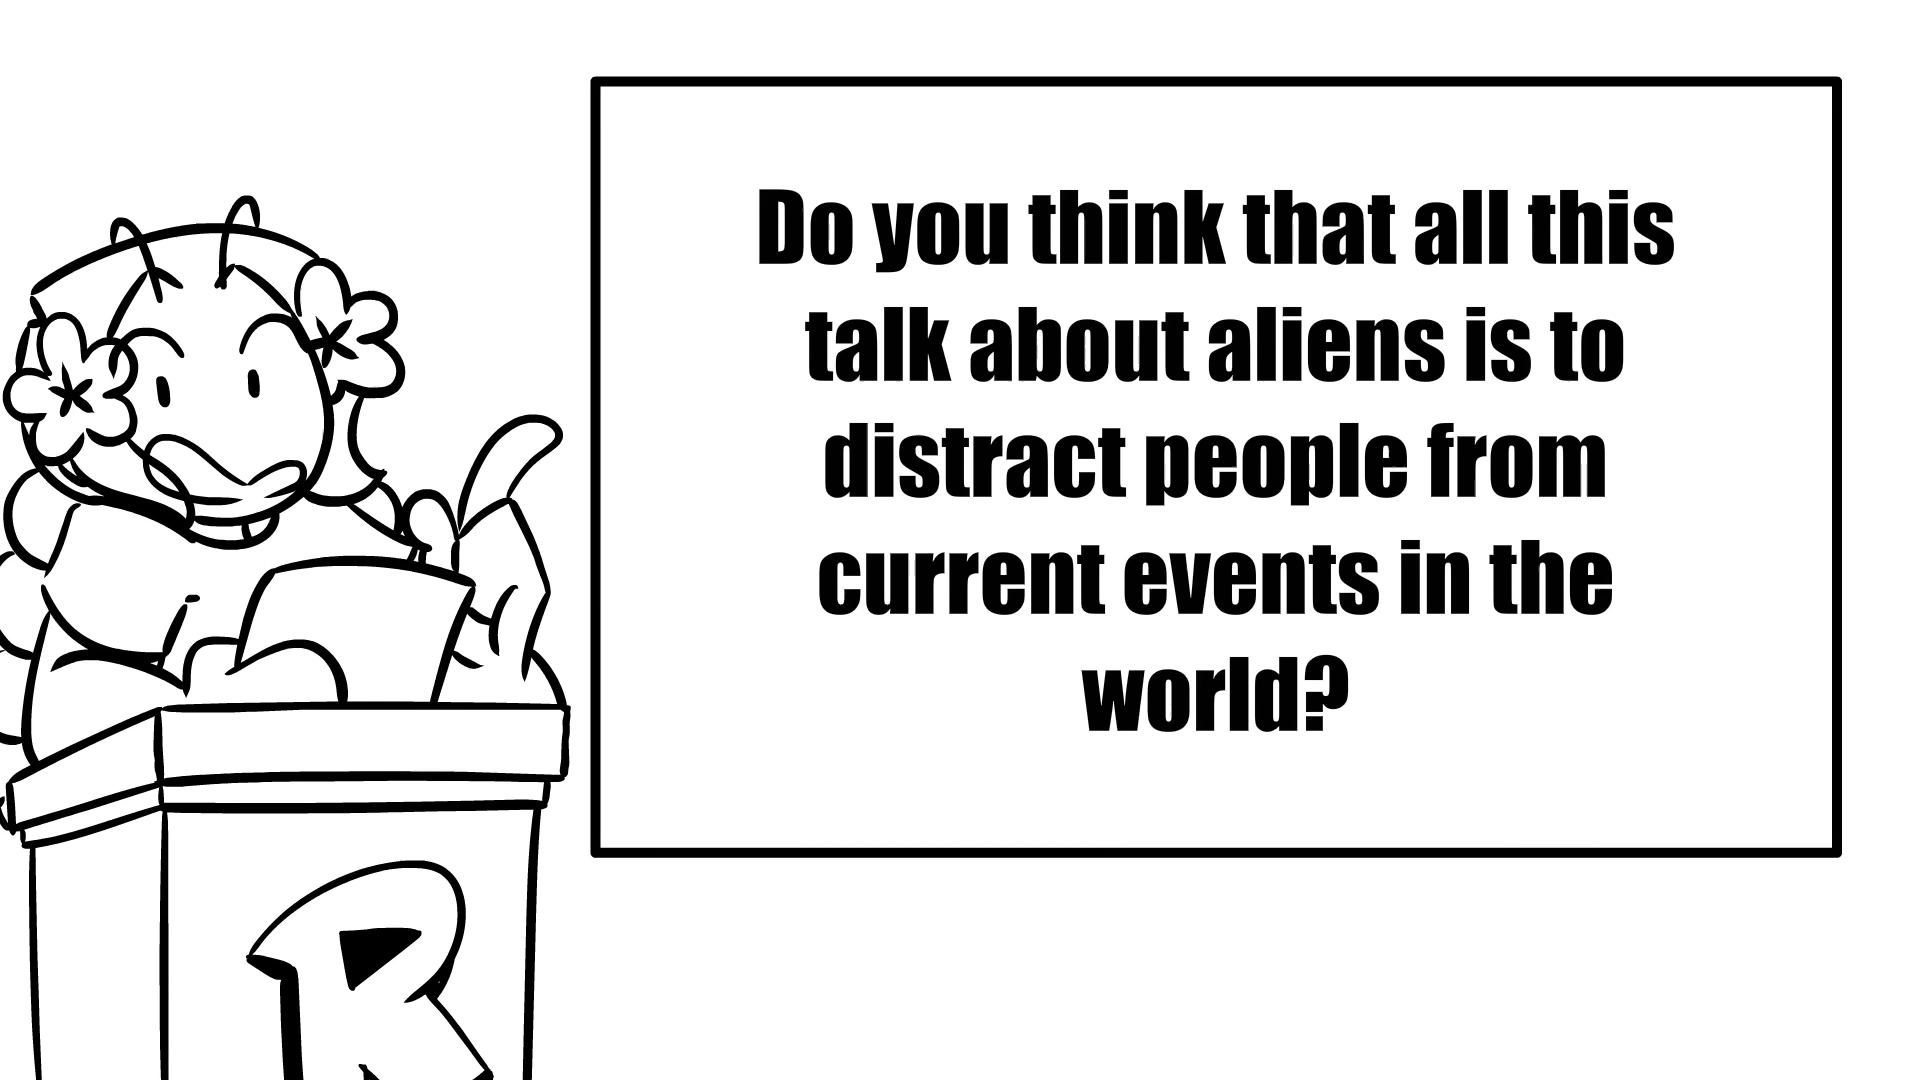 Do you think that all this
talk about aliens is to
distract people from
current events in the
world?
R